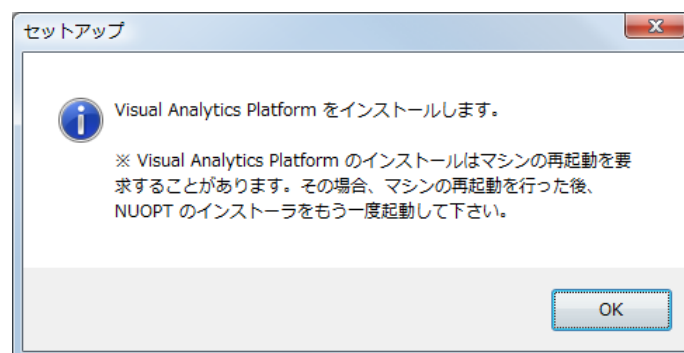 セットアップ
Visual Analytics Platform をインストールします。
※ Visual Analytics Platform のインストールはマシンの再起動を要
求することがあります。その場合、マシンの再起動を行った後、
NUOPT のインストーラをもう一度起動して下さい。
OK